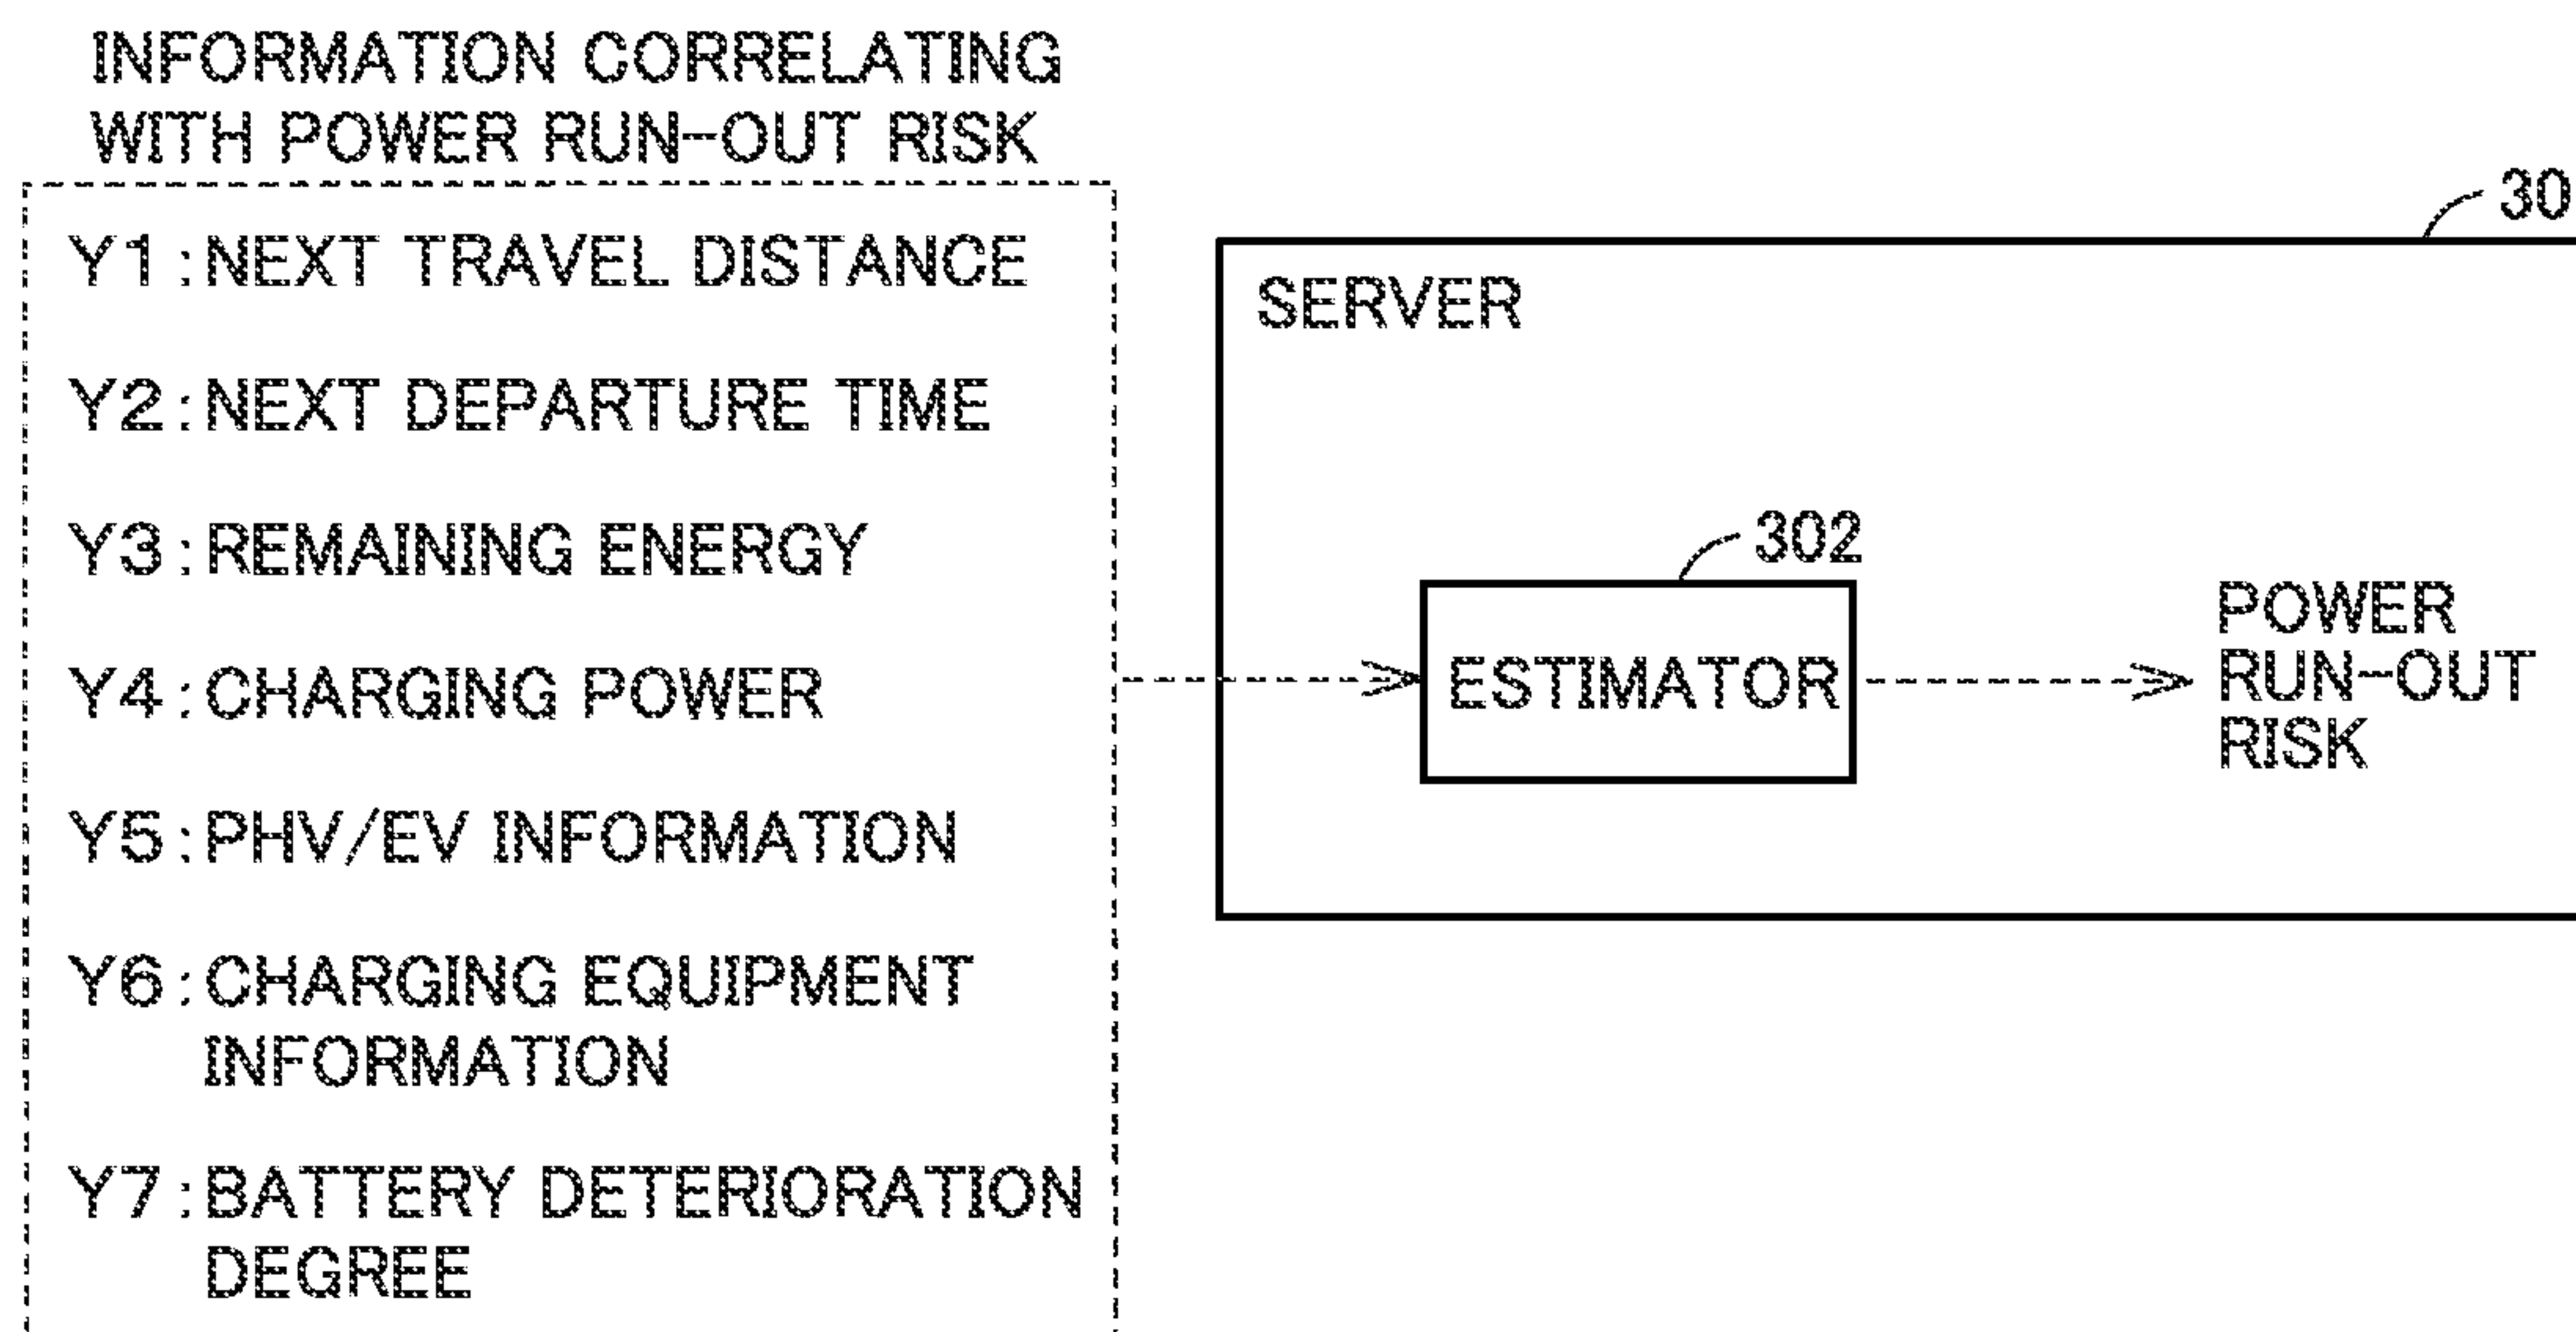 INFORMATION CORRELATING
WITH POWER RUN-OUT RISK
Y1:NEXT TRAVEL DISTANCE
Y2:NEXT DEPARTURE TIME
Y3:REMAINING ENERGY
Y4:CHARGING POWER
Y5:PHV/EV INFORMATION
Y6:CHARGING EQUIPMENT
INFORMATION
Y7:BATTERY DETERIORATION
DEGREE
30
SERVER
302
ESTIMATOR
POWER
RUN-OUT
RISK